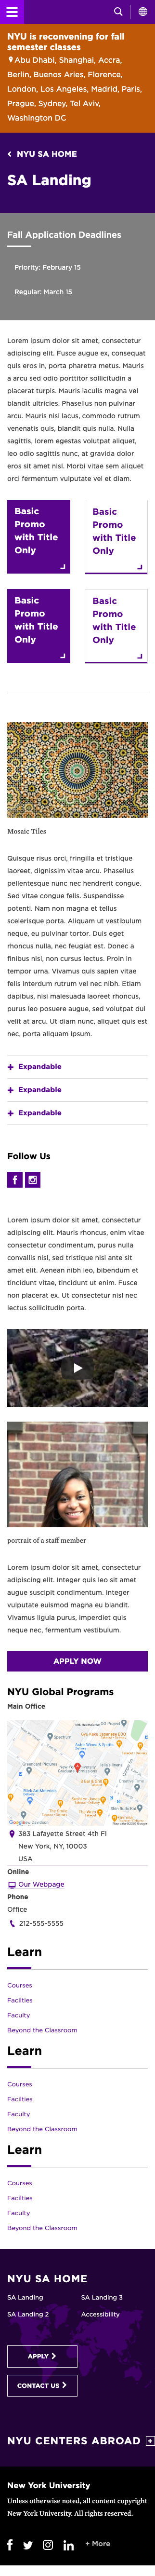 NYU is reconvening for fall
semester classes
Abu Dhabi, Shanghai, Accra,
Berlin, Buenos Aires, Florence,
London, Los Angeles, Madrid, Paris,
Prague, Sydney, Tel Aviv,
Washington DC
NYU SA HOME
SA Landing
Fall Application Deadlines
Priority: February 15
Regular: March 15
Lorem ipsum dolor sit amet, consectetur
adipiscing elit. Fusce augue ex, consequat
quis eros in, porta pharetra metus. Mauris
a arcu sed odio porttitor sollicitudin a
placerat turpis. Mauris iaculis magna vel
blandit ultricies. Phasellus non pulvinar
arcu. Mauris nisi lacus, commodo rutrum
venenatis quis, blandit quis nulla. Nulla
sagittis, lorem egestas volutpat aliquet,
leo odio sagittis nunc, at gravida dolor
eros sit amet nisl. Morbi vitae sem aliquet
orci fermentum vulputate vel et diam.
Basic
Promo
with Title
Only
Basic
Promo
with Title
Only
Basic
Promo
with Title
Only
Basic
Promo
with Title
Only
Mosaic Tiles
Quisque risus orci, fringilla et tristique
laoreet, dignissim vitae arcu. Phasellus
pellentesque nunc nec hendrerit congue.
Sed vitae congue felis. Suspendisse
potenti. Nam non magna et tellus
scelerisque porta. Aliquam ut vestibulum
neque, eu pulvinar tortor. Duis eget
rhoncus nulla, nec feugiat est. Donec a
finibus nisl, non cursus lectus. Proin in
tempor urna. Vivamus quis sapien vitae
felis interdum rutrum vel nec nibh. Etiam
dapibus, nisi malesuada laoreet rhoncus,
purus leo posuere augue, sed volutpat dui
velit at arcu. Ut diam nunc, aliquet quis est
nec, porta aliquam ipsum.
Expandable
Expandable
Expandable
Follow Us
Lorem ipsum dolor sit amet, consectetur
adipiscing elit. Mauris rhoncus, enim vitae
consectetur condimentum, purus nulla
convallis nisl, sed tristique nisi ante sit
amet elit. Aenean nibh leo, bibendum et
tincidunt vitae, tincidunt ut enim. Fusce
non placerat ex. Ut consectetur nisl nec
lectus sollicitudin porta.
portrait of a staff member
Lorem ipsum dolor sit amet, consectetur
adipiscing elit. Integer quis leo sit amet
augue suscipit condimentum. Integer
vulputate euismod magna eu blandit.
Vivamus ligula purus, imperdiet quis
neque nec, fermentum vestibulum.
APPLY NOW
NYU Global Programs
Main Office
383 Lafayette Street 4th Fl
New York, NY, 10003
USA
Online
Our Webpage
Phone
Office
212-555-5555
Learn
Courses
Facilties
Faculty
Beyond the Classroom
Learn
Courses
Facilties
Faculty
Beyond the Classroom
Learn
Courses
Facilties
Faculty
Beyond the Classroom
NYU SA HOME
SA Landing
SA Landing 3
SA Landing 2
Accessibility
APPLY
CONTACT US
NYU CENTERS ABROAD
New York University
Unless otherwise noted, all content copyright
New York University. All rights reserved.
+ More